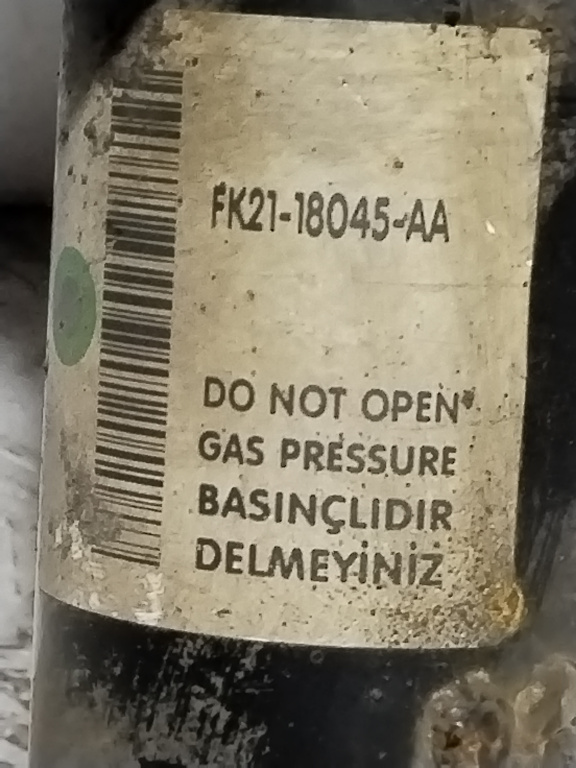 FK21-18045-AA
DO NOT OPEN
GAS PRESSURE
BASINÇLIDIR
DELMEYİNİZ